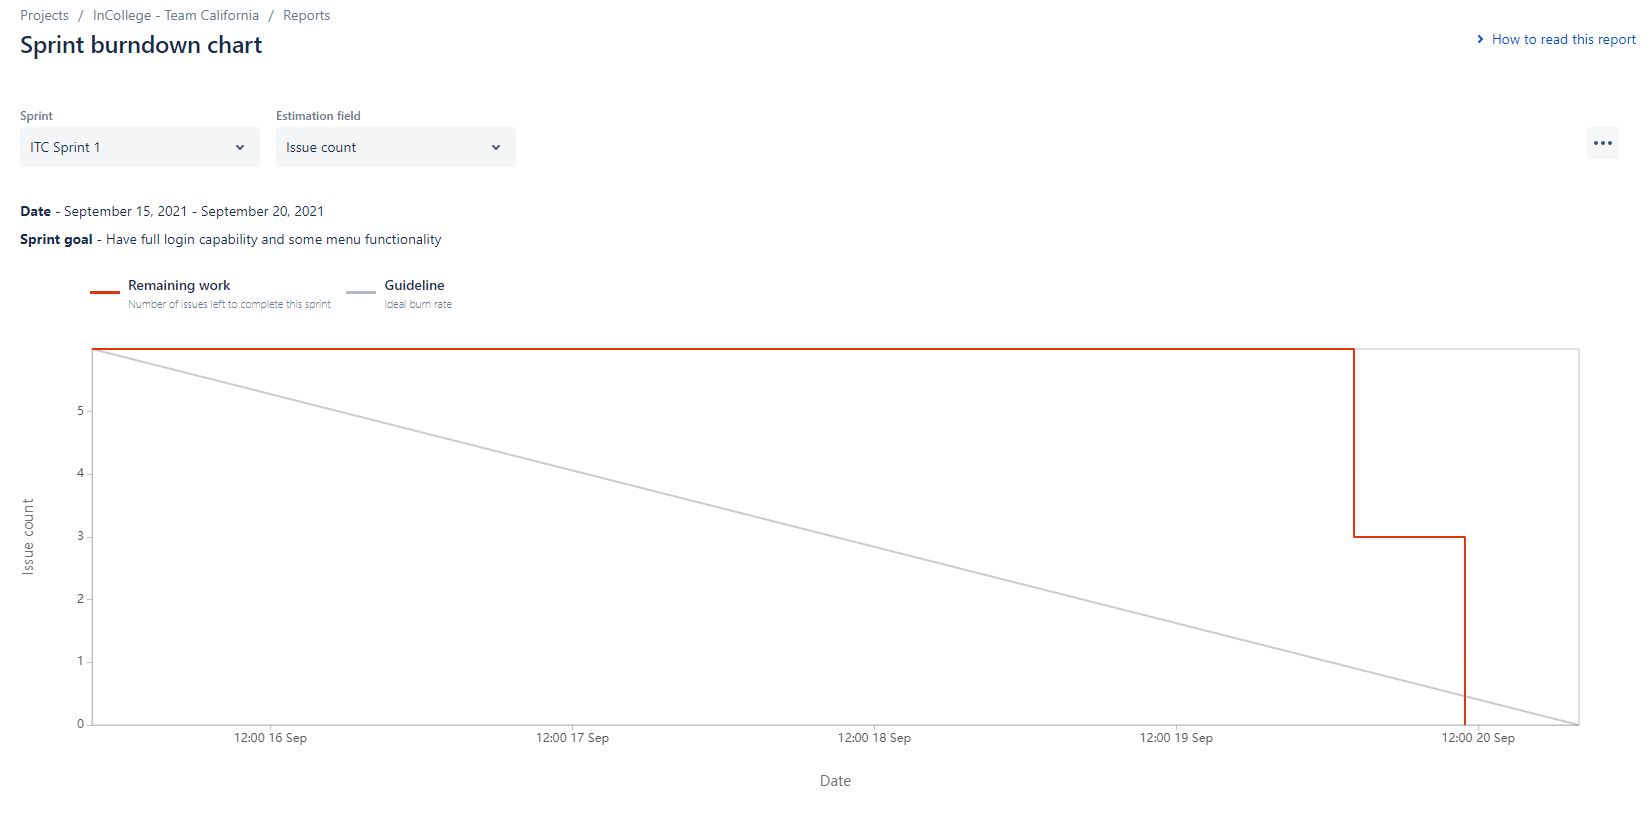 Projects / InCollege - Team California / Reports
Sprint burndown chart
How to read this report
Sprint
Estimation field
ITC Sprint 1
Issue count
Date - September 15, 2021 - September 20, 2021
Sprint goal - Have full login capability and some menu functionality
Remaining work
Number of issues left to complete this sprint
Guideline
Ideal burn rate
5
4
3
2
1
0
Issue count
12:00 16 Sep
12:00 17 Sep
12:00 18 Sep
12:00 19 Sep
12:00 20 Sep
Date